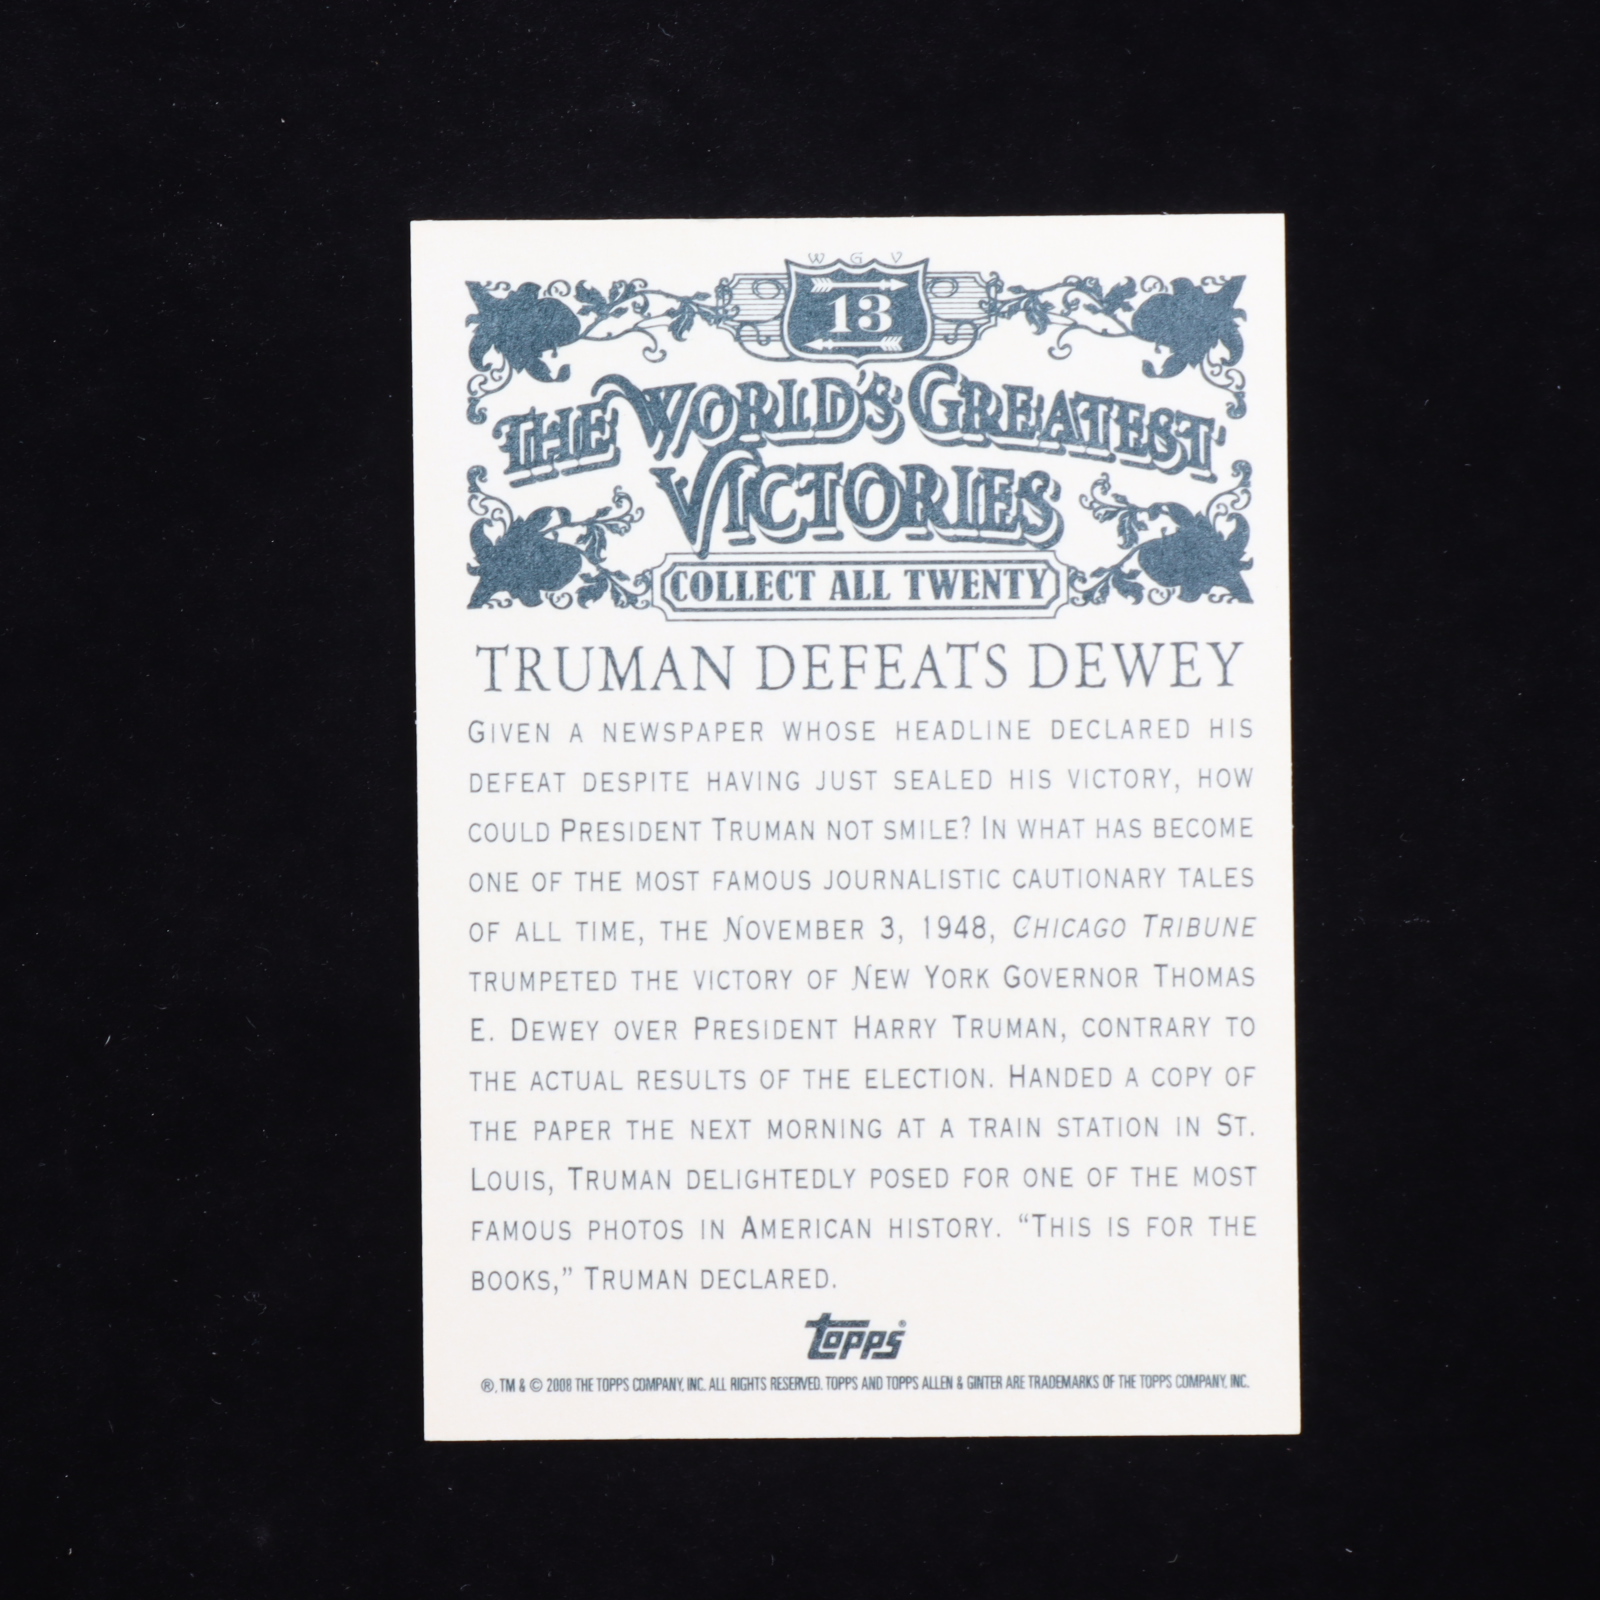 W G V
13
THE WORLD'S GREATEST
VICTORIES
COLLECT ALL TWENTY
TRUMAN DEFEATS DEWEY
GIVEN A NEWSPAPER WHOSE HEADLINE DECLARED HIS
DEFEAT DESPITE HAVING JUST SEALED HIS VICTORY, HOW
COULD PRESIDENT TRUMAN NOT SMILE? IN WHAT HAS BECOME
ONE OF THE MOST FAMOUS JOURNALISTIC CAUTIONARY TALES
OF ALL TIME, THE NOVEMBER 3, 1948, CHICAGO TRIBUNE
TRUMPETED THE VICTORY OF NEW YORK GOVERNOR THOMAS
E. DEWEY OVER PRESIDENT HARRY TRUMAN, CONTRARY TO
THE ACTUAL RESULTS OF THE ELECTION. HANDED A COPY OF
THE PAPER THE NEXT MORNING AT A TRAIN STATION IN ST.
LOUIS, TRUMAN DELIGHTEDLY POSED FOR ONE OF THE MOST
FAMOUS PHOTOS IN AMERICAN HISTORY. “THIS IS FOR THE
BOOKS,” TRUMAN DECLARED.
topps®
®, TM & © 2008 THE TOPPS COMPANY, INC. ALL RIGHTS RESERVED. TOPPS AND TOPPS ALLEN & GINTER ARE TRADEMARKS OF THE TOPPS COMPANY, INC.